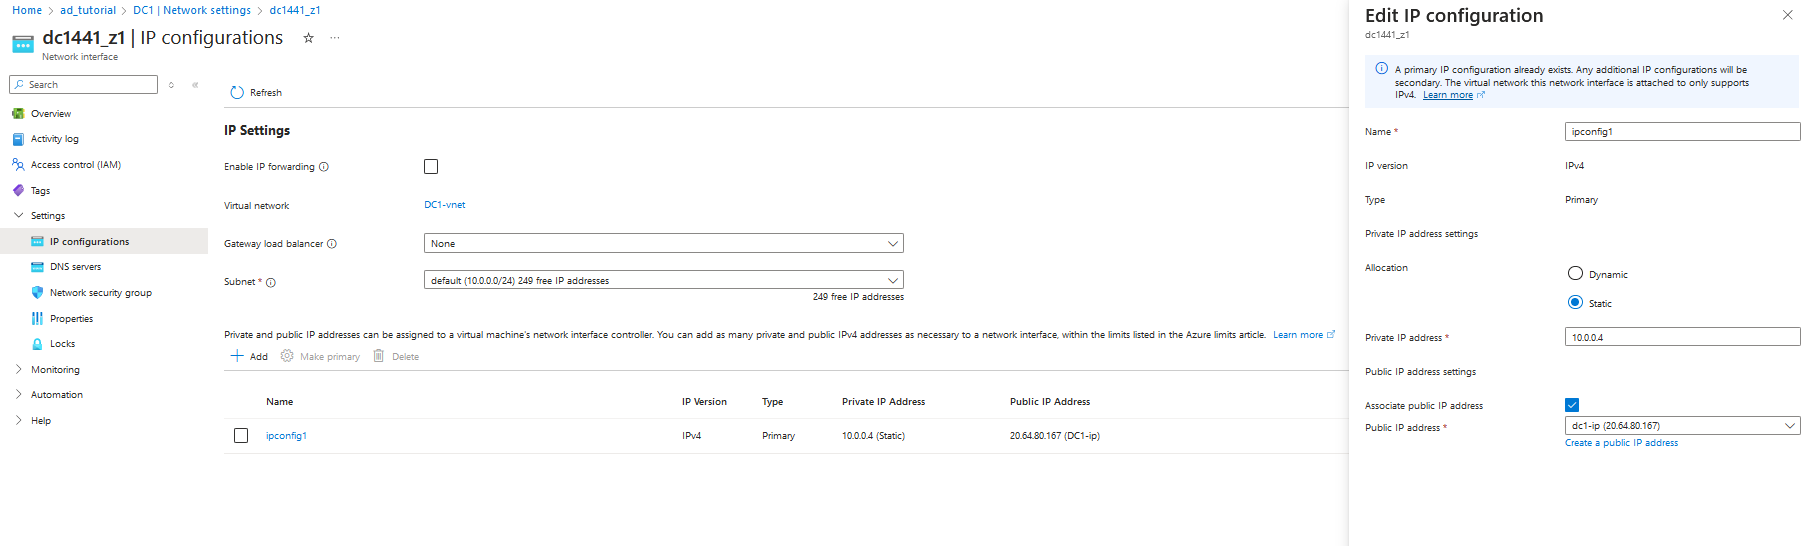 Home > ad_tutorial > DC1 | Network settings > dc1441_z1
dc1441_z1 | IP configurations
Network interface
Search
Overview
Activity log
Access control (IAM)
Tags
Settings
IP configurations
DNS servers
Network security group
Properties
Locks
Monitoring
Automation
Help
Refresh
IP Settings
Enable IP forwarding
Virtual network DC1-vnet
Gateway load balancer None
Subnet * default (10.0.0.0/24) 249 free IP addresses
249 free IP addresses
Private and public IP addresses can be assigned to a virtual machine's network interface controller. You can add as many private and public IPv4 addresses as necessary to a network interface, within the limits listed in the Azure limits article. Learn more
Add Make primary Delete
Name IP Version Type Private IP Address Public IP Address
ipconfig1 IPv4 Primary 10.0.0.4 (Static) 20.64.80.167 (DC1-ip)
Edit IP configuration
dc1441_z1
A primary IP configuration already exists. Any additional IP configurations will be
secondary. The virtual network this network interface is attached to only supports
IPv4. Learn more
Name * ipconfig1
IP version IPv4
Type Primary
Private IP address settings
Allocation
Dynamic
Static
Private IP address * 10.0.0.4
Public IP address settings
Associate public IP address
Public IP address * dc1-ip (20.64.80.167)
Create a public IP address